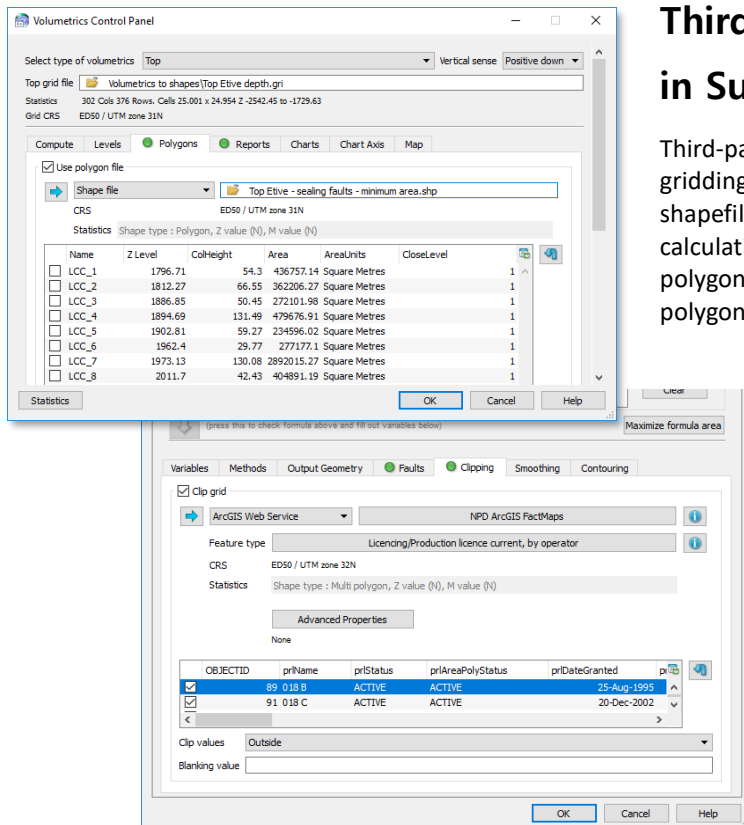 Volumetrics Control Panel
Select type of volumetrics Top Vertical sense Positive down
Top grid file Volumetrics to shapes\Top Etive depth.gri
Statistics 302 Cols 376 Rows. Cells 25.001 x 24.954 Z -2542.45 to -1729.63
Grid CRS ED50 / UTM zone 31N
Compute Levels Polygons Reports Charts Chart Axis Map
Use polygon file
Shape file Top Etive - sealing faults - minimum area.shp
CRS ED50 / UTM zone 31N
Statistics Shape type : Polygon, Z value (N), M value (N)
Name Z Level ColHeight Area AreaUnits CloseLevel
LCC_1 1796.71 54.3 436757.14 Square Metres 1
LCC_2 1812.27 66.55 362206.27 Square Metres 1
LCC_3 1886.85 50.45 272101.98 Square Metres 1
LCC_4 1894.69 131.49 479676.91 Square Metres 1
LCC_5 1902.81 59.27 234596.02 Square Metres 1
LCC_6 1962.4 29.77 277177.1 Square Metres 1
LCC_7 1973.13 130.08 2892015.27 Square Metres 1
LCC_8 2011.7 42.43 404891.19 Square Metres 1
Statistics OK Cancel Help
in Su
Third-pa
gridding
shapefil
calculat
polygon
polygon
Clear
(press this to check formula above and fill out variables below) Maximize formula area
Variables Methods Output Geometry Faults Clipping Smoothing Contouring
Clip grid
ArcGIS Web Service NPD ArcGIS FactMaps
Feature type Licencing/Production licence current, by operator
CRS ED50 / UTM zone 32N
Statistics Shape type : Multi polygon, Z value (N), M value (N)
Advanced Properties
None
OBJECTID prlName prlStatus prlAreaPolyStatus prlDateGranted
89 018 B ACTIVE ACTIVE 25-Aug-1995
91 018 C ACTIVE ACTIVE 20-Dec-2002
Clip values Outside
Blanking value
OK Cancel Help